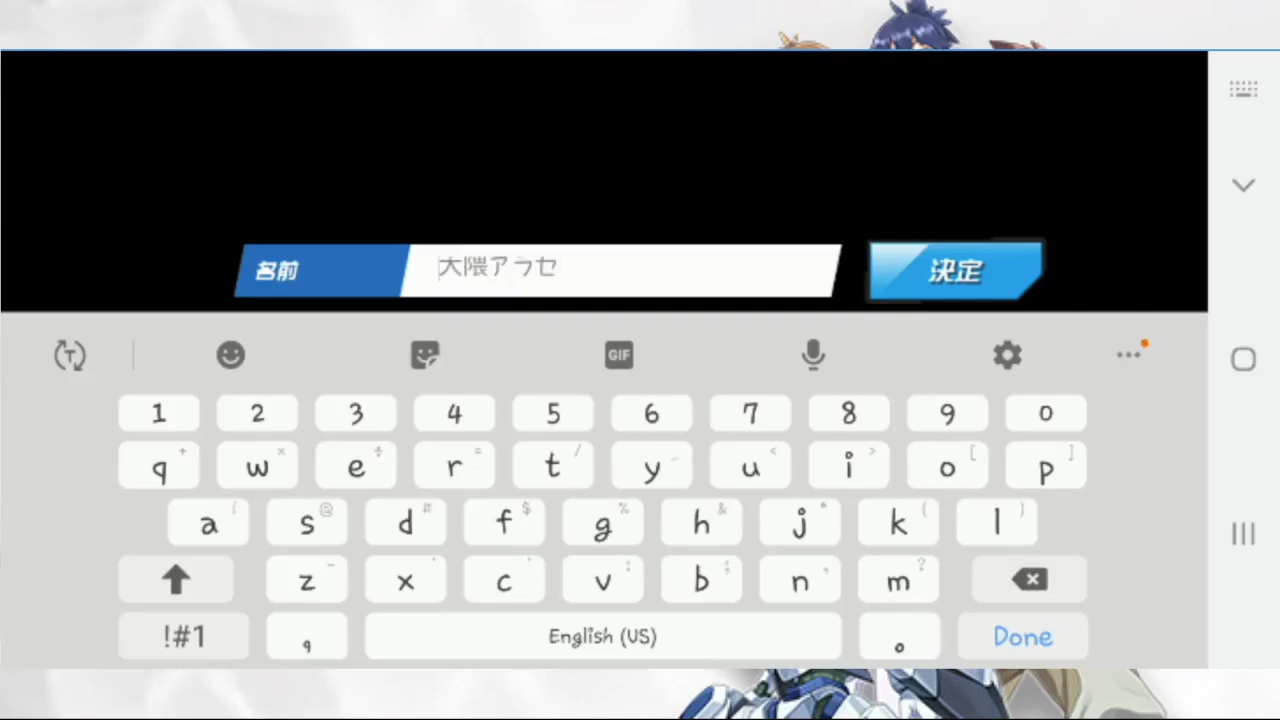 名前 大隈アラセ 決定
T GIF
1 2 3 4 5 6 7 8 9 0
q + w × e ÷ r = t / y _ u < i > o [ p ]
a s @ d # f $ g % h & j * k ( l )
z - x ' c " v : b ; n , m ?
!#1 , English (US) . Done